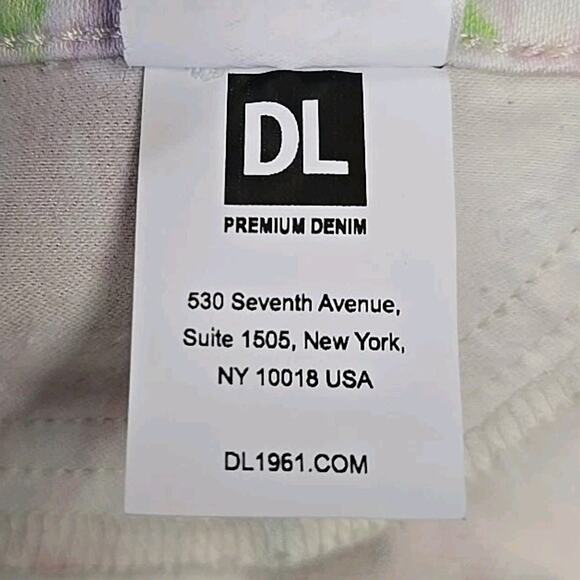 DL
PREMIUM DENIM
530 Seventh Avenue,
Suite 1505, New York,
NY 10018 USA
DL1961.COM